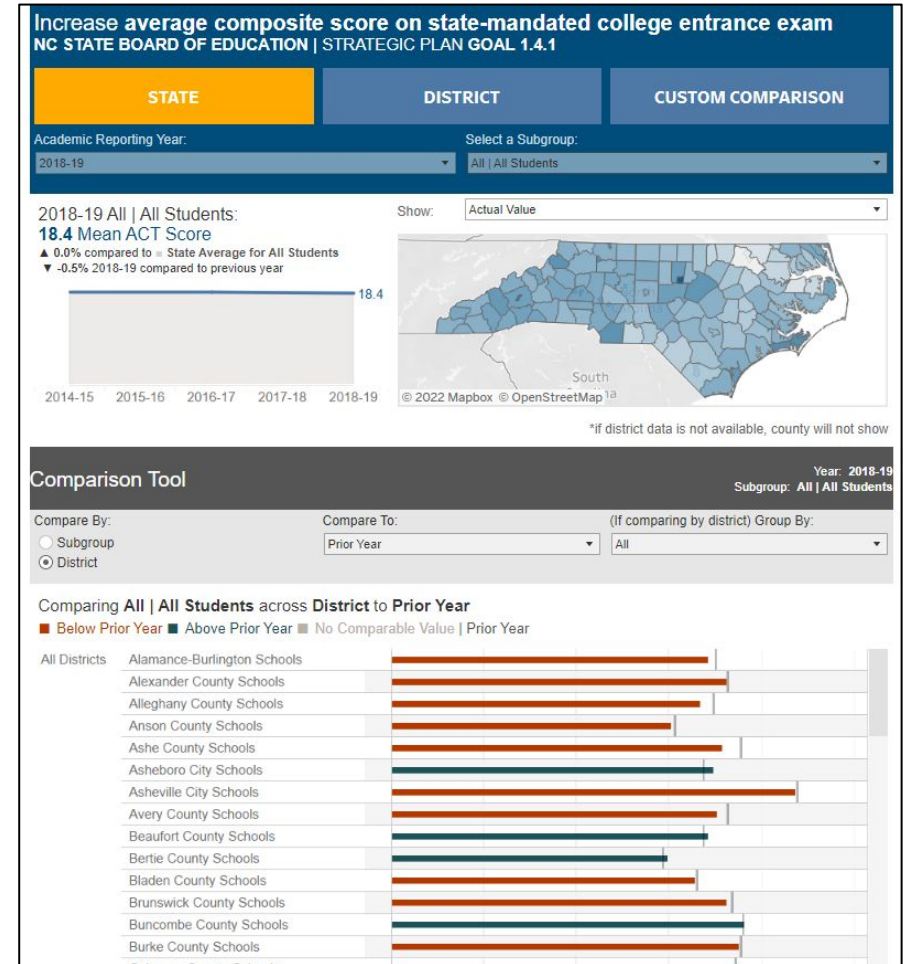 Increase average composite score on state-mandated college entrance exam
NC STATE BOARD OF EDUCATION | STRATEGIC PLAN GOAL 1.4.1
STATE
DISTRICT
CUSTOM COMPARISON
Academic Reporting Year:
Select a Subgroup:
2018-19
All | All Students
2018-19 All | All Students:
18.4 Mean ACT Score
▲ 0.0% compared to = State Average for All Students
▼ -0.5% 2018-19 compared to previous year
18.4
2014-15 2015-16 2016-17 2017-18 2018-19
Show:
Actual Value
South
© 2022 Mapbox © OpenStreetMap
*if district data is not available, county will not show
Comparison Tool
Year: 2018-19
Subgroup: All | All Students
Compare By:
Subgroup
District
Compare To:
Prior Year
(If comparing by district) Group By:
All
Comparing All | All Students across District to Prior Year
Below Prior Year Above Prior Year No Comparable Value | Prior Year
All Districts
Alamance-Burlington Schools
Alexander County Schools
Alleghany County Schools
Anson County Schools
Ashe County Schools
Asheboro City Schools
Asheville City Schools
Avery County Schools
Beaufort County Schools
Bertie County Schools
Bladen County Schools
Brunswick County Schools
Buncombe County Schools
Burke County Schools